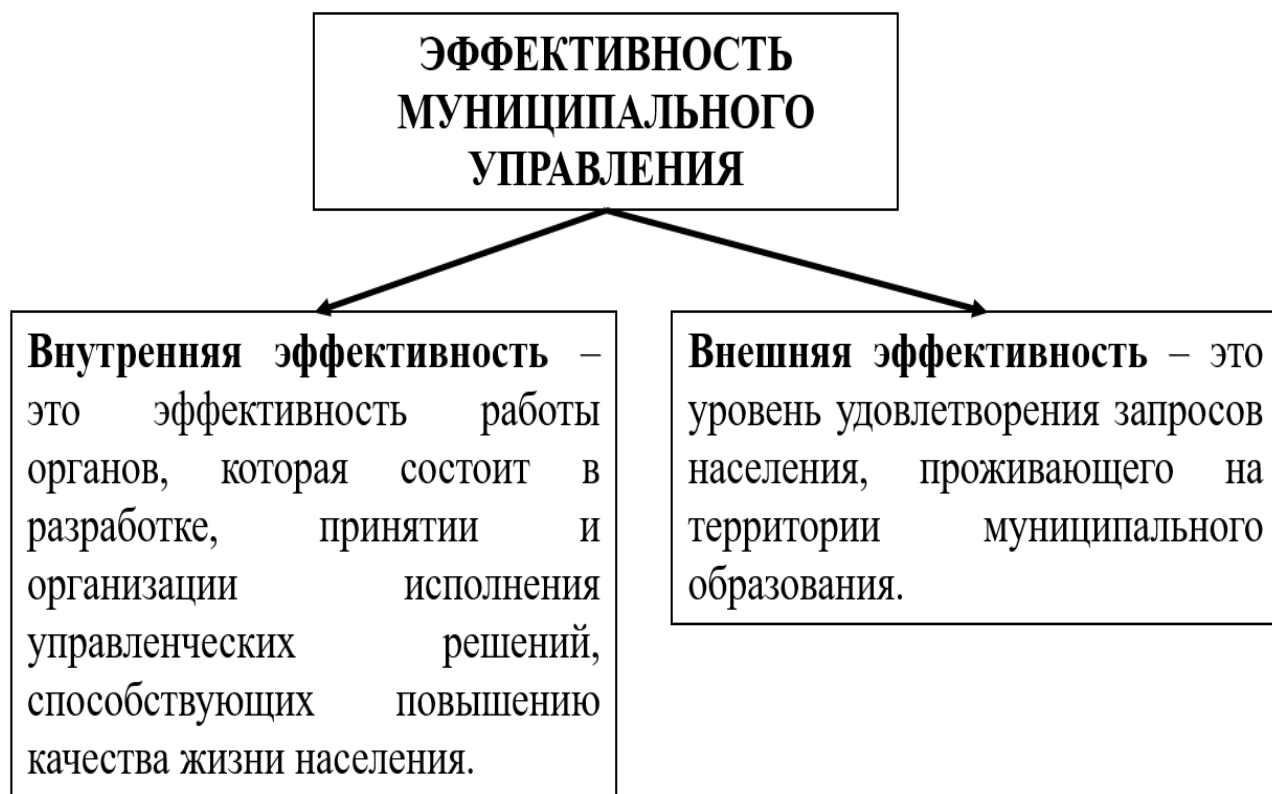 ЭФФЕКТИВНОСТЬ
МУНИЦИПАЛЬНОГО
УПРАВЛЕНИЯ
Внутренняя эффективность –
это эффективность работы
органов, которая состоит в
разработке, принятии и
организации исполнения
управленческих решений,
способствующих повышению
качества жизни населения.
Внешняя эффективность – это
уровень удовлетворения запросов
населения, проживающего на
территории муниципального
образования.